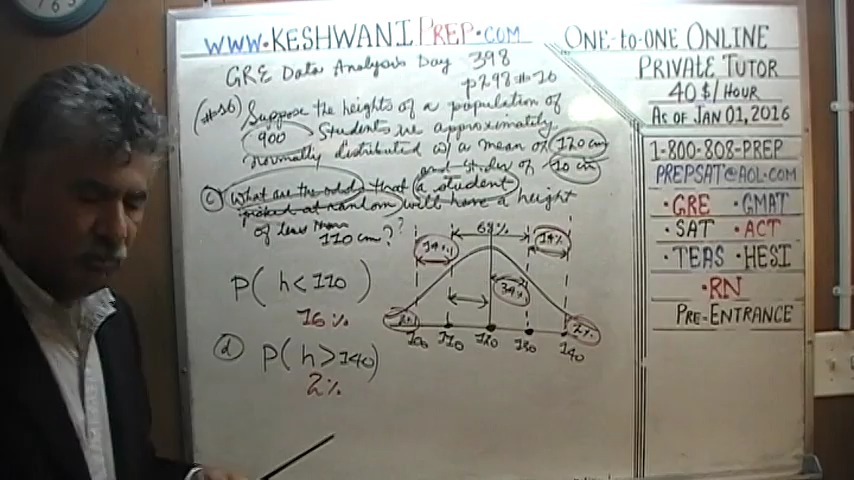 WWW.KESHWANIPREP.COM
GRE Data Analysis Day 398
p298 #16
(#16) Suppose the heights of a population of
900 Students are approximately
normally distributed w/ a mean of 120 cm
and st. dev of 10 cm
(c) What are the odds that a student
picked at random will have a height
of less than
110 cm??
68%
14%
14%
34%
2%
2%
100 110 120 130 140
P(h<110)
16%
(d) P(h>140)
2%
ONE-to-ONE ONLINE
PRIVATE TUTOR
40$/HOUR
AS OF JAN 01,2016
1-800-808-PREP
PREPSAT@AOL.COM
•GRE •GMAT
•SAT •ACT
•TEAS •HESI
•RN
PRE-ENTRANCE